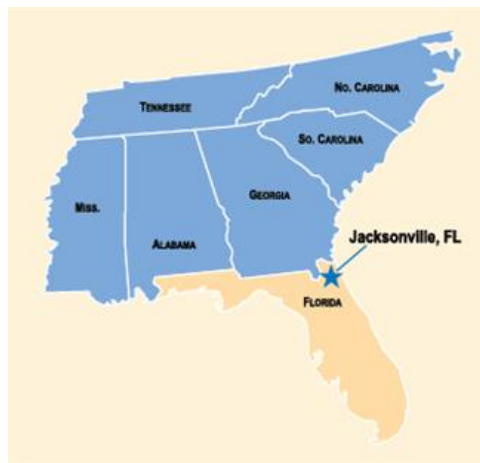 NO. CAROLINA
TENNESSEE
SO. CAROLINA
GEORGIA
MISS.
ALABAMA
Jacksonville, FL
FLORIDA